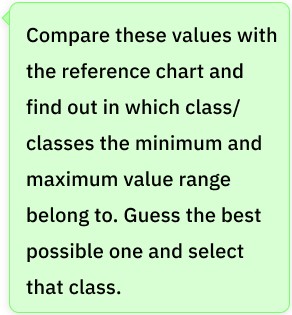 Compare these values with
the reference chart and
find out in which class/
classes the minimum and
maximum value range
belong to. Guess the best
possible one and select
that class.